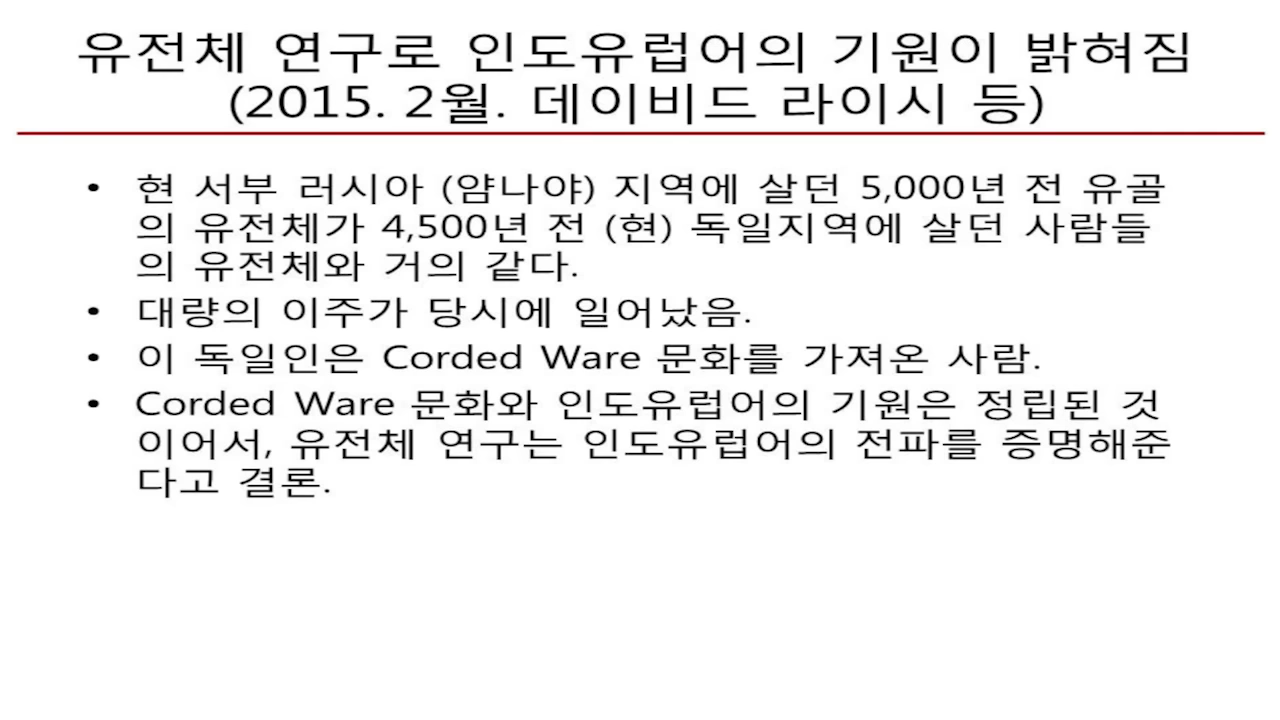 유전체 연구로 인도유럽어의 기원이 밝혀짐
(2015. 2월. 데이비드 라이시 등)
• 현 서부 러시아 (얌나야) 지역에 살던 5,000년 전 유골
의 유전체가 4,500년 전 (현) 독일지역에 살던 사람들
의 유전체와 거의 같다.
• 대량의 이주가 당시에 일어났음.
• 이 독일인은 Corded Ware 문화를 가져온 사람.
• Corded Ware 문화와 인도유럽어의 기원은 정립된 것
이어서, 유전체 연구는 인도유럽어의 전파를 증명해준
다고 결론.